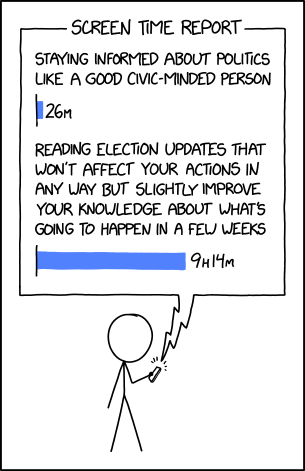 SCREEN TIME REPORT
STAYING INFORMED ABOUT POLITICS
LIKE A GOOD CIVIC-MINDED PERSON
26M
READING ELECTION UPDATES THAT
WON'T AFFECT YOUR ACTIONS IN
ANY WAY BUT SLIGHTLY IMPROVE
YOUR KNOWLEDGE ABOUT WHAT'S
GOING TO HAPPEN IN A FEW WEEKS
9H14M